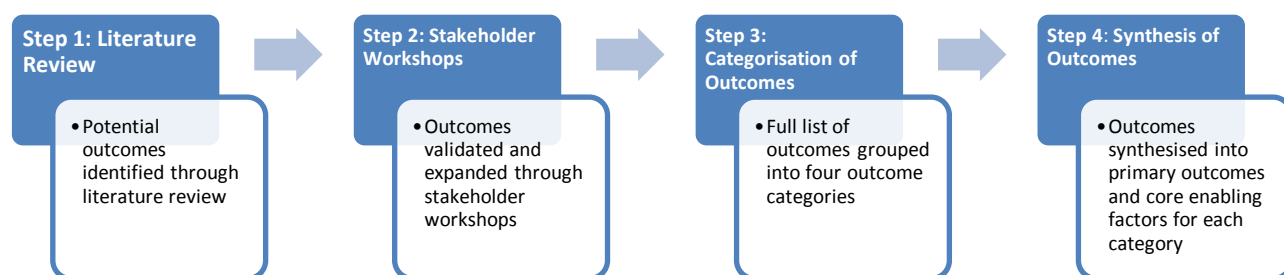 Step 1: Literature
Review
•Potential
outcomes
identified through
literature review
Step 2: Stakeholder
Workshops
•Outcomes
validated and
expanded through
stakeholder
workshops
Step 3:
Categorisation of
Outcomes
•Full list of
outcomes grouped
into four outcome
categories
Step 4: Synthesis of
Outcomes
•Outcomes
synthesised into
primary outcomes
and core enabling
factors for each
category